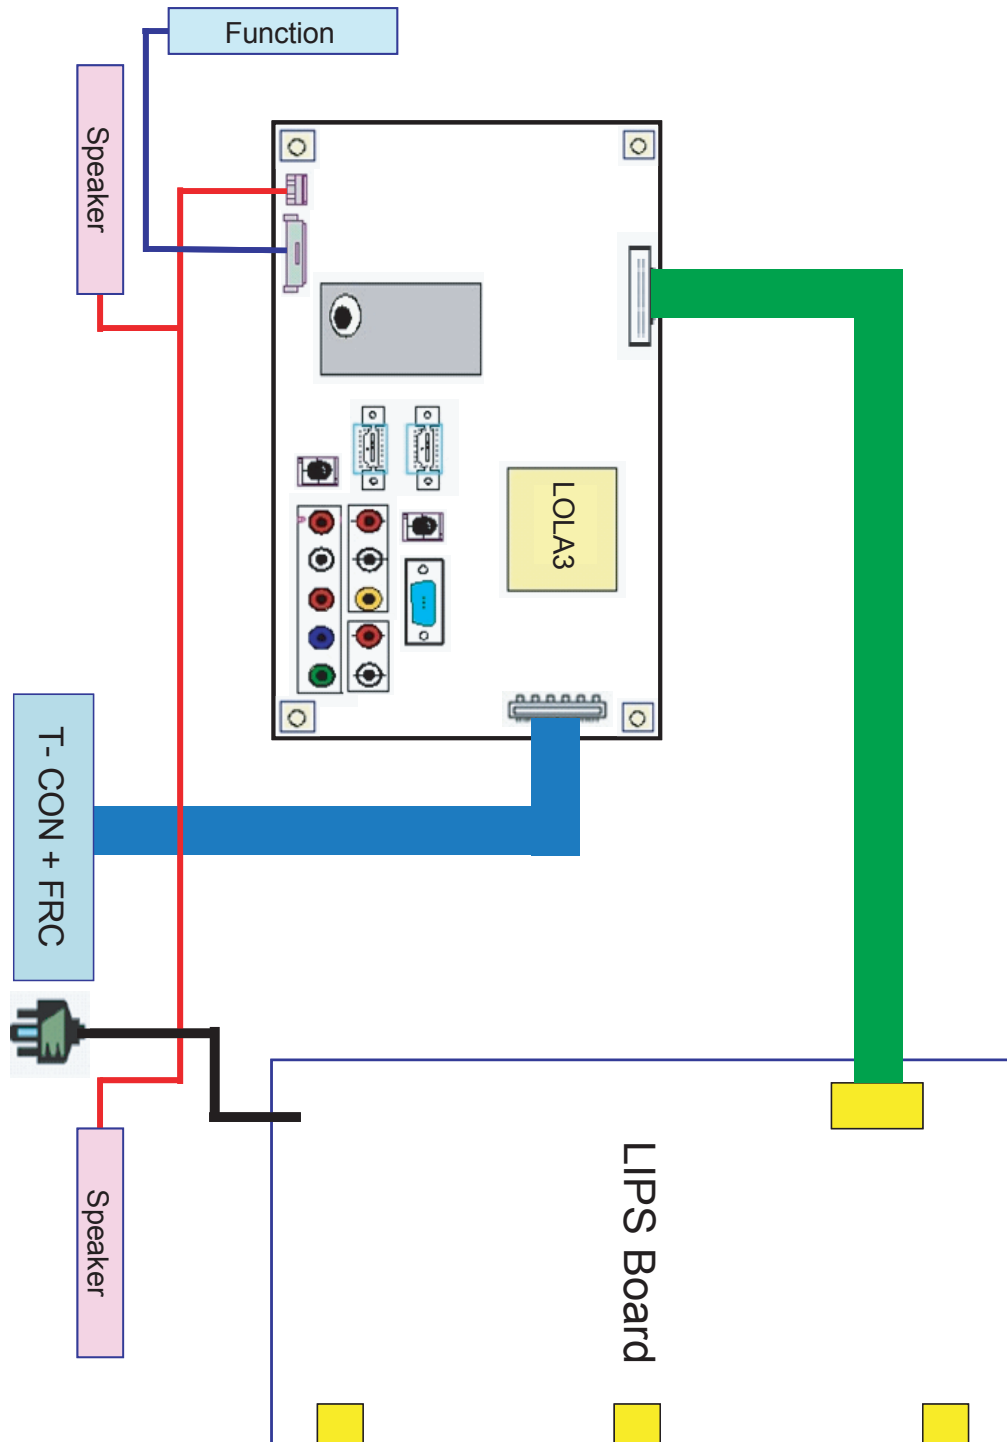 Function
Speaker
LOLA3
T- CON + FRC
Speaker
LIPS Board